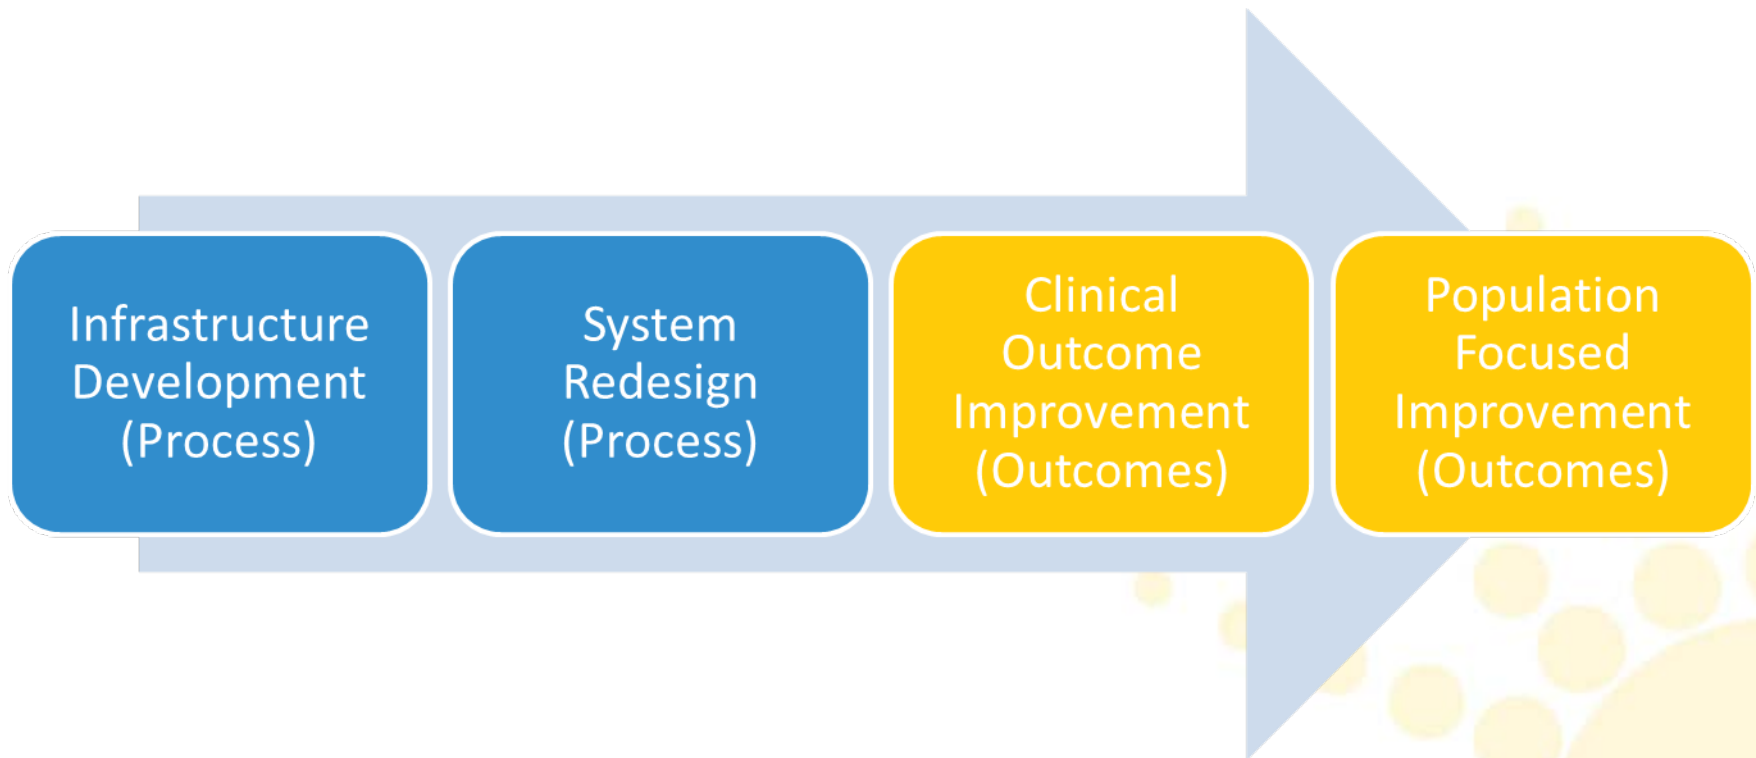 Infrastructure
Development
(Process)
System
Redesign
(Process)
Clinical
Outcome
Improvement
(Outcomes)
Population
Focused
Improvement
(Outcomes)